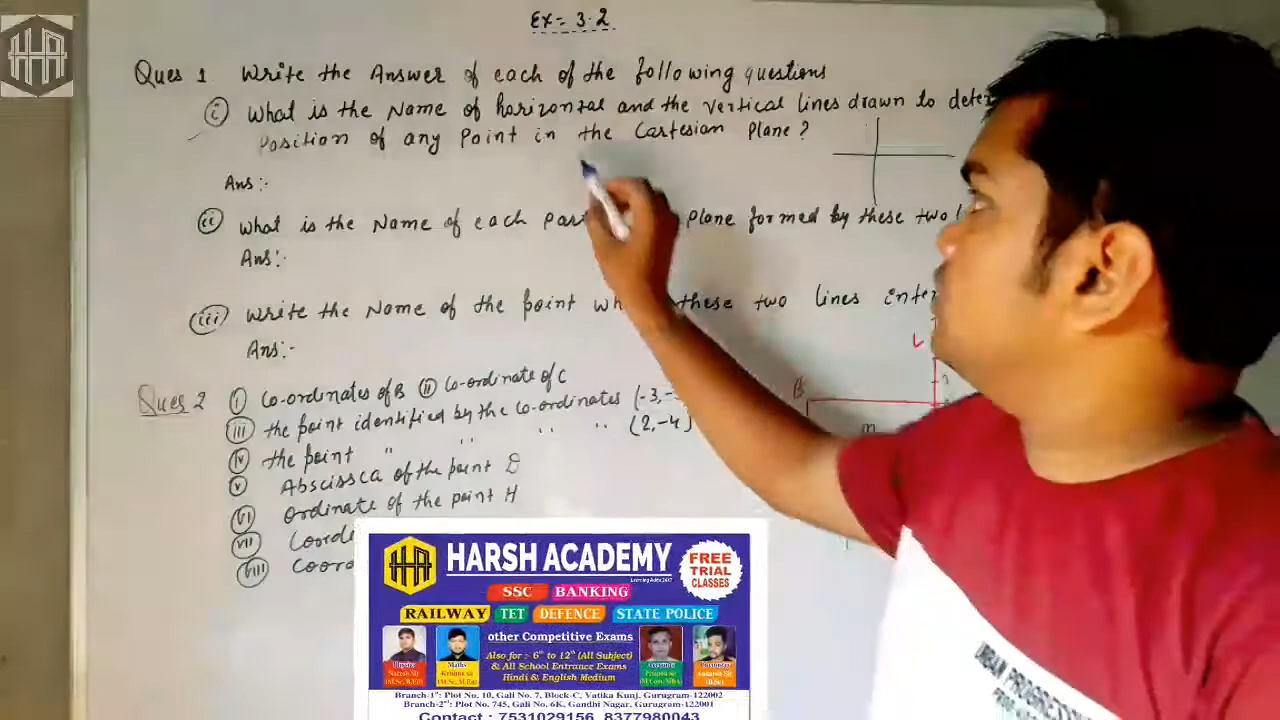 Ex= 3.2
Ques 1 Write the Answer of each of the following questions
(i) What is the Name of horizontal and the vertical lines drawn to
Position of any Point in the Cartesian Plane?
Ans:-
(ii) What is the Name of each Plane formed by these two
Ans:-
(iii) Write the Name of the point these two lines
Ans:-
L
B
m
Ques 2 (i) Co-ordinates of B (ii) Co-ordinate of C
(iii) the point identified by the co-ordinates (-3,
(iv) the point " " " " (2,-4)
(v) Abscissca of the point D
(vi) ordinate of the point H
(vii)
(viii)
HHA
HARSH ACADEMY
Learning Adda 24x7
FREE TRIAL CLASSES
SSC BANKING
RAILWAY TET DEFENCE STATE POLICE
other Competitive Exams
Also for :- 6th to 12th (All Subject)
& All School Entrance Exams
Hindi & English Medium
Physics
Maths
Branch-1st: Plot No. 10, Gali No. 7, Block-C, Vatika Kunj, Gurugram-122002
Branch-2nd: Plot No. 745, Gali No. 6K, Gandhi Nagar, Gurugram-122001
Contact : 7531029156, 8377980043